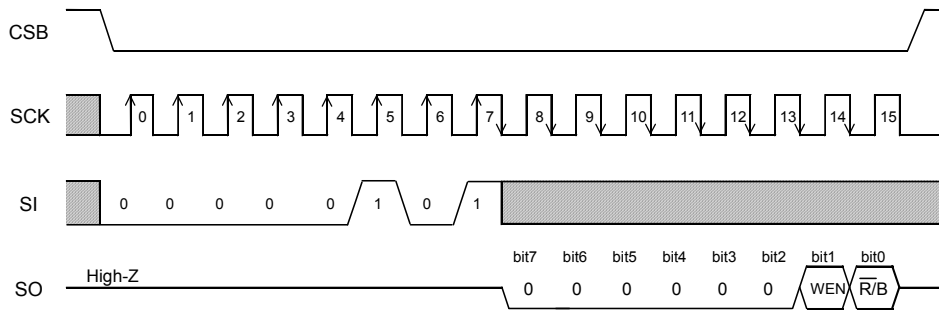 CSB
SCK 0 1 2 3 4 5 6 7 8 9 10 11 12 13 14 15
SI 0 0 0 0 0 1 0 1
bit7 bit6 bit5 bit4 bit3 bit2 bit1 bit0
High-Z
SO 0 0 0 0 0 0 WEN R̅/B